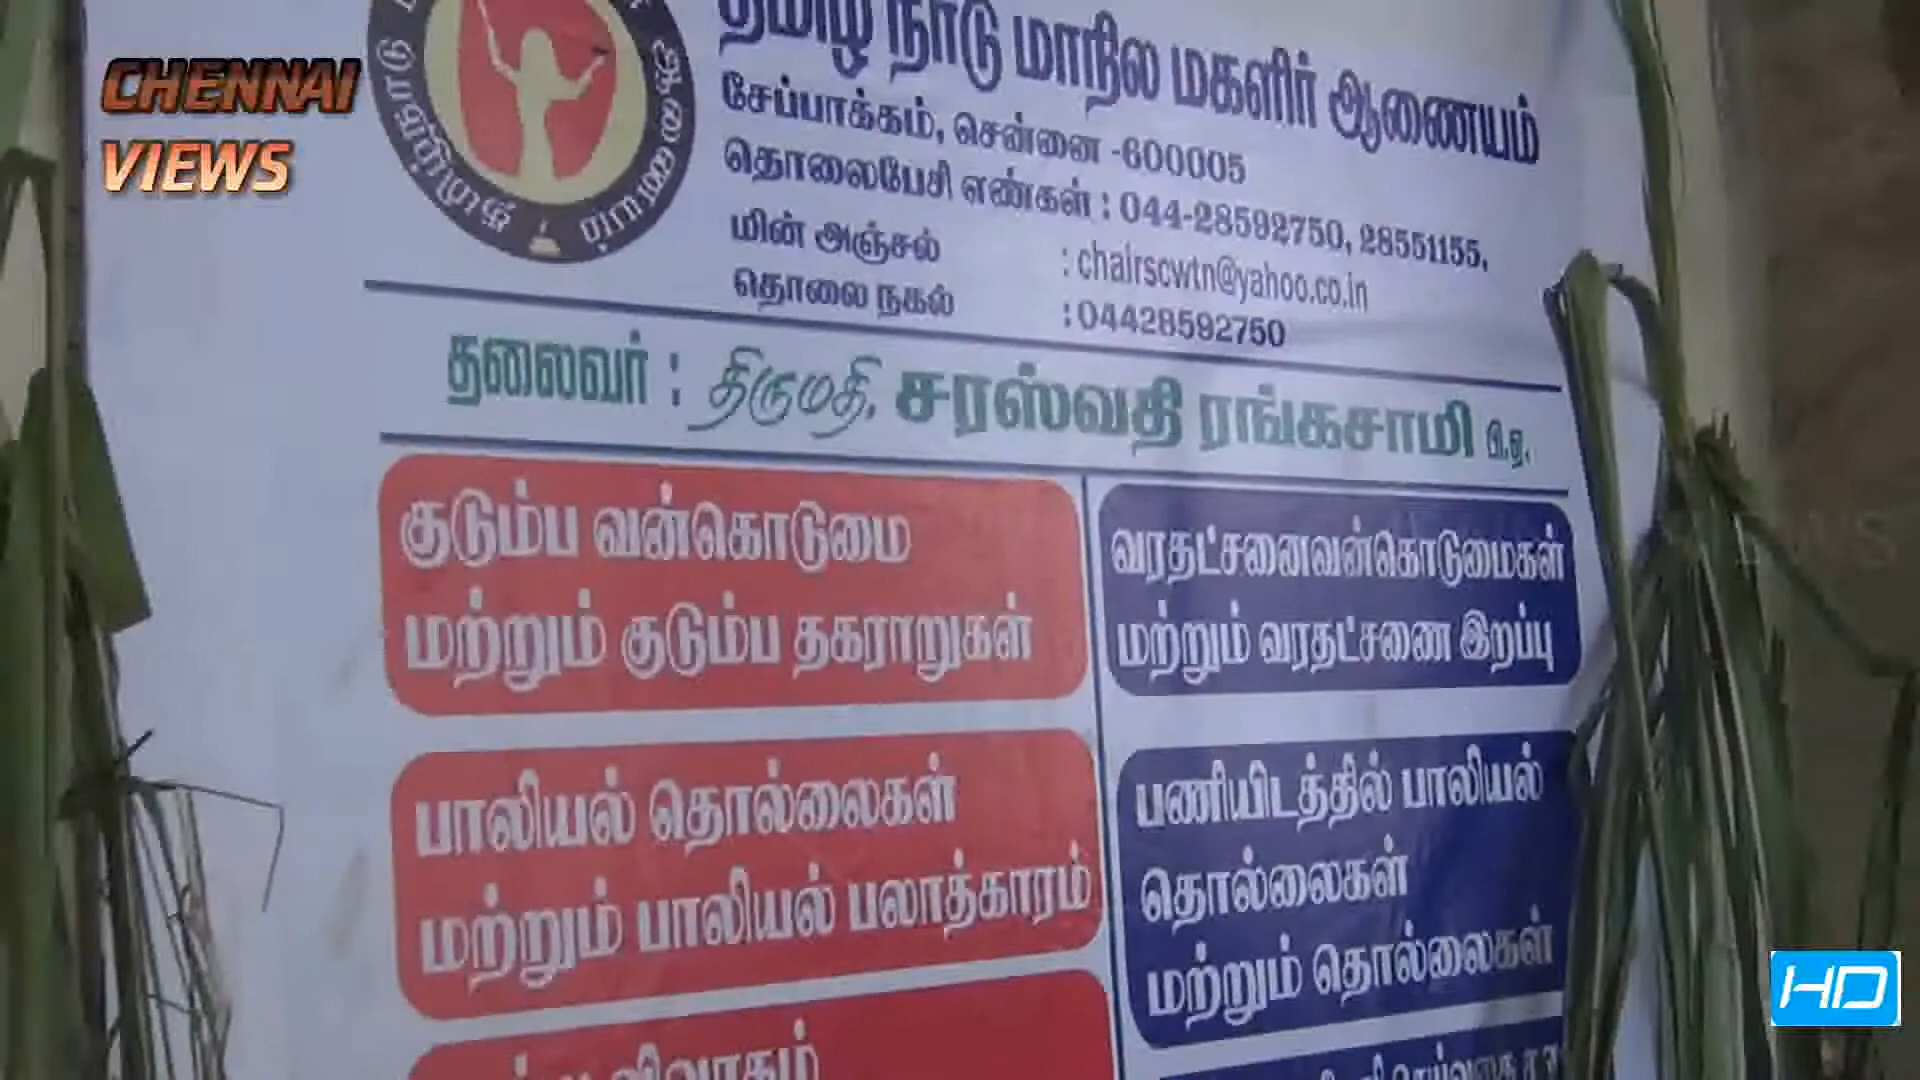 CHENNAI
VIEWS
தமிழ் நாடு மாநில மகளிர் ஆணையம்
சேப்பாக்கம், சென்னை -600005
தொலைபேசி எண்கள் : 044-28592750, 28551155,
மின் அஞ்சல் : chairscwtn@yahoo.co.in
தொலை நகல் : 04428592750
தலைவர் : திருமதி. சரஸ்வதி ரங்கசாமி பி.ஏ.
குடும்ப வன்கொடுமை
மற்றும் குடும்ப தகராறுகள்
வரதட்சனைவன்கொடுமைகள்
மற்றும் வரதட்சணை இறப்பு
பாலியல் தொல்லைகள்
மற்றும் பாலியல் பலாத்காரம்
பணியிடத்தில் பாலியல்
தொல்லைகள்
மற்றும் தொல்லைகள்
HD